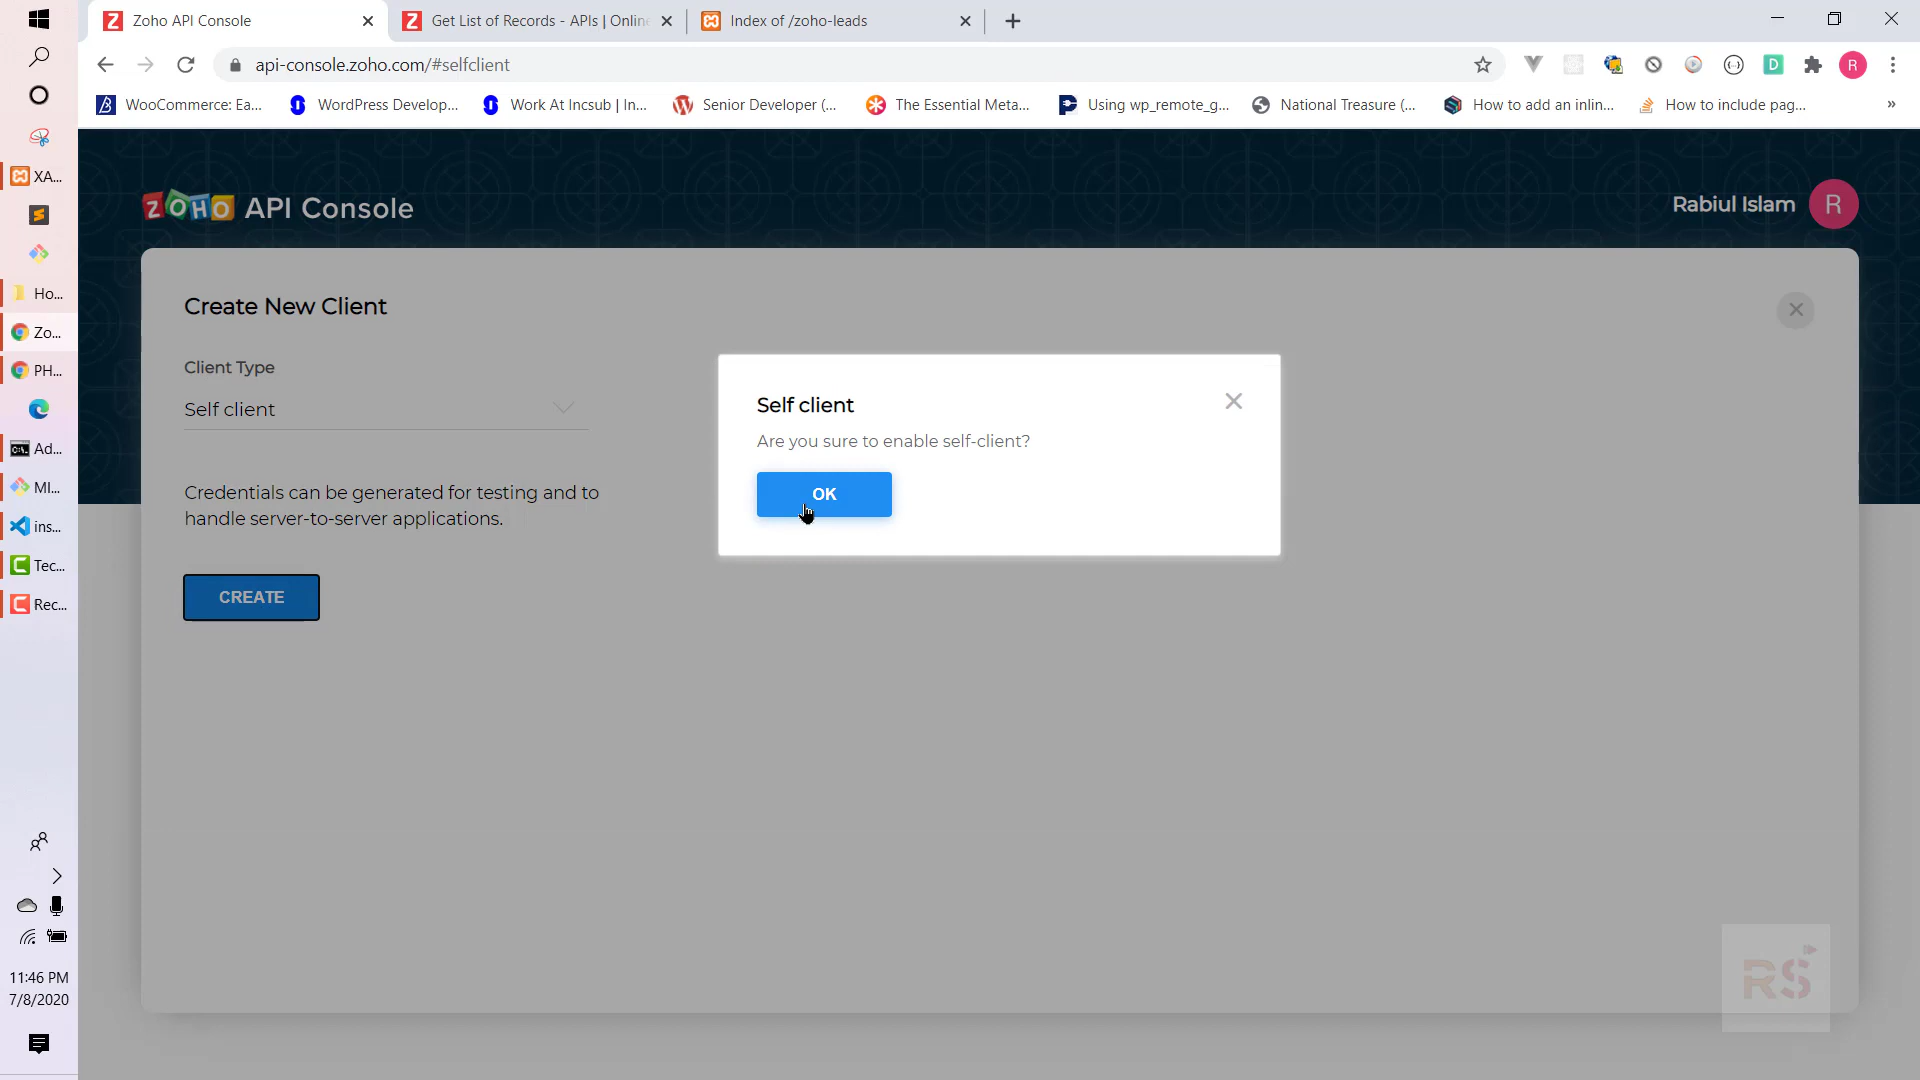 Zoho API Console
Get List of Records - APIs | Onlin
Index of /zoho-leads
api-console.zoho.com/#selfclient
R
WooCommerce: Ea...
WordPress Develop...
Work At Incsub | In...
Senior Developer (...
The Essential Meta...
Using wp_remote_g...
National Treasure (...
How to add an inlin...
How to include pag...
»
XA...
Ho...
Zo...
PH...
Ad...
MI...
ins...
Tec...
Rec...
11:46 PM
7/8/2020
ZOHO API Console
Rabiul Islam
R
Create New Client
Client Type
Self client
Credentials can be generated for testing and to
handle server-to-server applications.
CREATE
Self client
Are you sure to enable self-client?
OK
RS